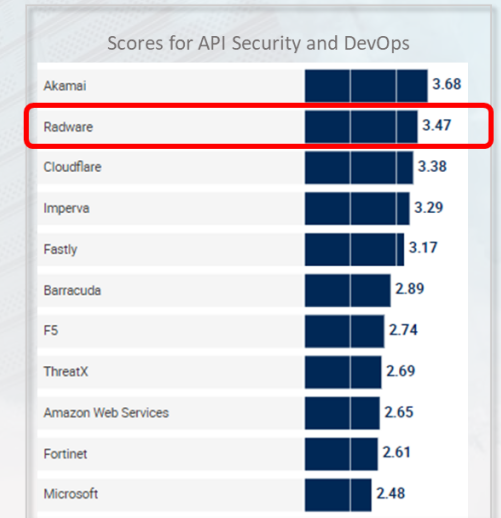 Scores for API Security and DevOps
Akamai 3.68
Radware 3.47
Cloudflare 3.38
Imperva 3.29
Fastly 3.17
Barracuda 2.89
F5 2.74
ThreatX 2.69
Amazon Web Services 2.65
Fortinet 2.61
Microsoft 2.48